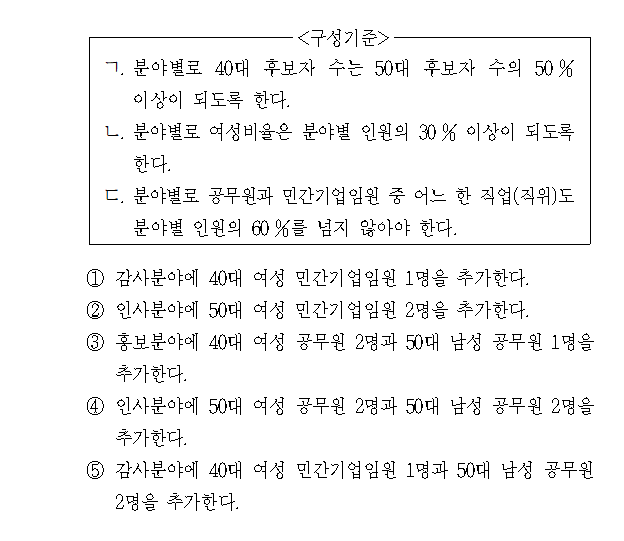 <구성기준>
ㄱ. 분야별로 40대 후보자 수는 50대 후보자 수의 50%
이상이 되도록 한다.
ㄴ. 분야별로 여성비율은 분야별 인원의 30% 이상이 되도록
한다.
ㄷ. 분야별로 공무원과 민간기업임원 중 어느 한 직업(직위)도
분야별 인원의 60%를 넘지 않아야 한다.
① 감사분야에 40대 여성 민간기업임원 1명을 추가한다.
② 인사분야에 50대 여성 민간기업임원 2명을 추가한다.
③ 홍보분야에 40대 여성 공무원 2명과 50대 남성 공무원 1명을
추가한다.
④ 인사분야에 50대 여성 공무원 2명과 50대 남성 공무원 2명을
추가한다.
⑤ 감사분야에 40대 여성 민간기업임원 1명과 50대 남성 공무원
2명을 추가한다.